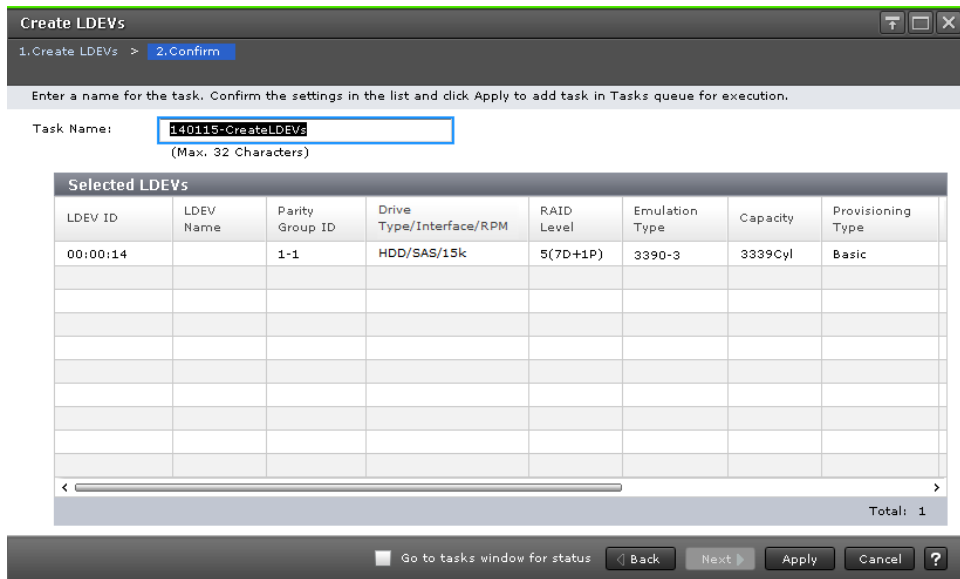 Create LDEVs
1.Create LDEVs > 2.Confirm
Enter a name for the task. Confirm the settings in the list and click Apply to add task in Tasks queue for execution.
Task Name: 140115-CreateLDEVs
(Max. 32 Characters)
Selected LDEVs
LDEV ID LDEV Name Parity Group ID Drive Type/Interface/RPM RAID Level Emulation Type Capacity Provisioning Type
00:00:14 1-1 HDD/SAS/15k 5(7D+1P) 3390-3 3339Cyl Basic
Total: 1
Go to tasks window for status Back Next Apply Cancel ?